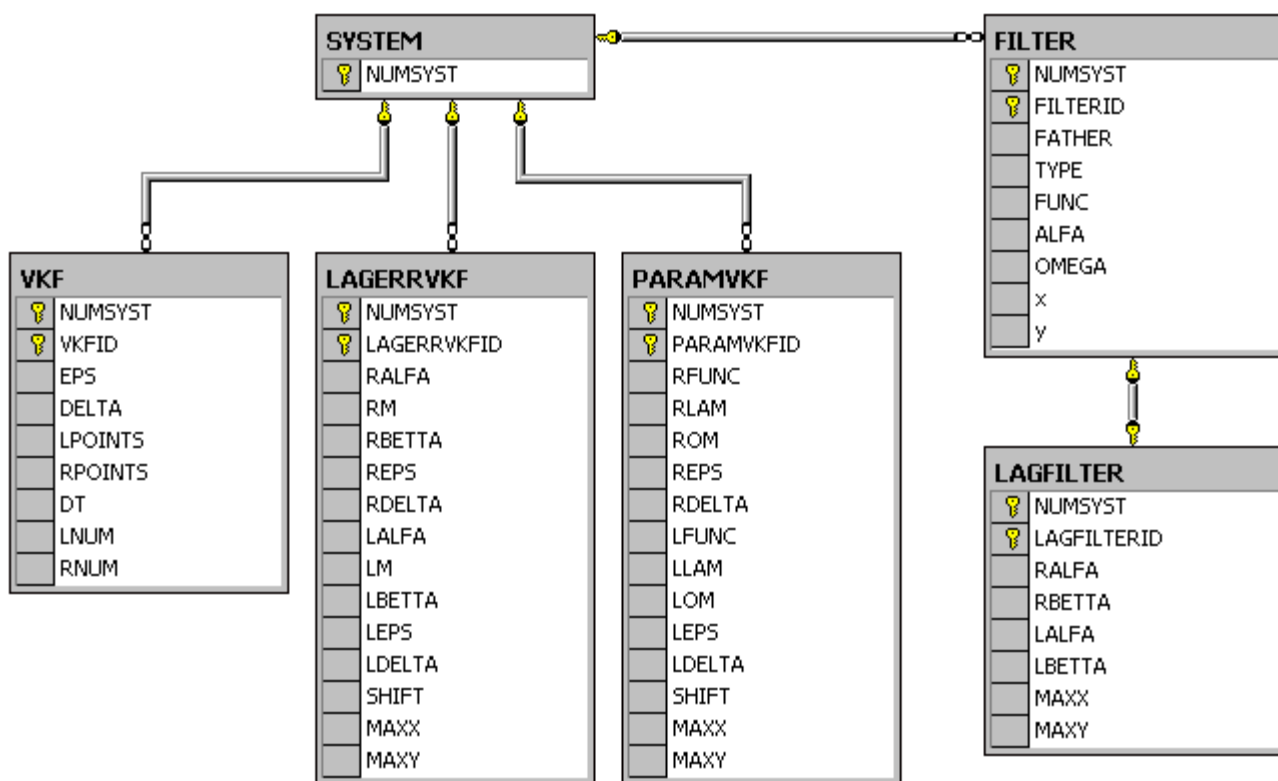 SYSTEM
NUMSYST
FILTER
NUMSYST
FILTERID
FATHER
TYPE
FUNC
ALFA
OMEGA
x
y
VKF
NUMSYST
VKFID
EPS
DELTA
LPOINTS
RPOINTS
DT
LNUM
RNUM
LAGERRVKF
NUMSYST
LAGERRVKFID
RALFA
RM
RBETTA
REPS
RDELTA
LALFA
LM
LBETTA
LEPS
LDELTA
SHIFT
MAXX
MAXY
PARAMVKF
NUMSYST
PARAMVKFID
RFUNC
RLAM
ROM
REPS
RDELTA
LFUNC
LLAM
LOM
LEPS
LDELTA
SHIFT
MAXX
MAXY
LAGFILTER
NUMSYST
LAGFILTERID
RALFA
RBETTA
LALFA
LBETTA
MAXX
MAXY